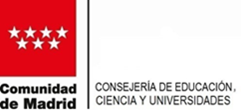 Comunidad
de Madrid
CONSEJERÍA DE EDUCACIÓN,
CIENCIA Y UNIVERSIDADES